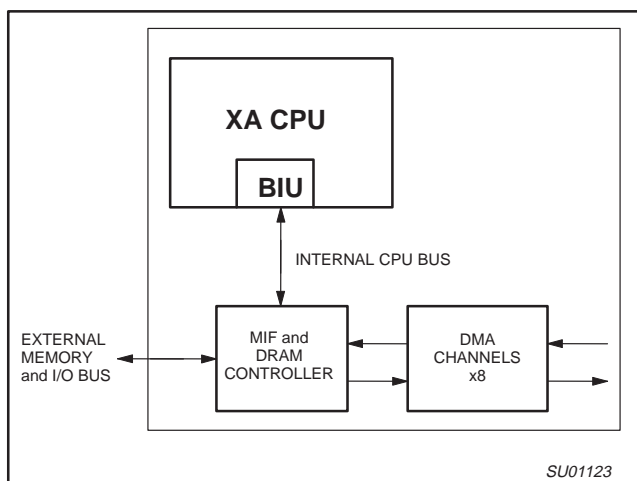 XA CPU
BIU
INTERNAL CPU BUS
EXTERNAL
MEMORY
and I/O BUS
MIF and
DRAM
CONTROLLER
DMA
CHANNELS
x8
SU01123